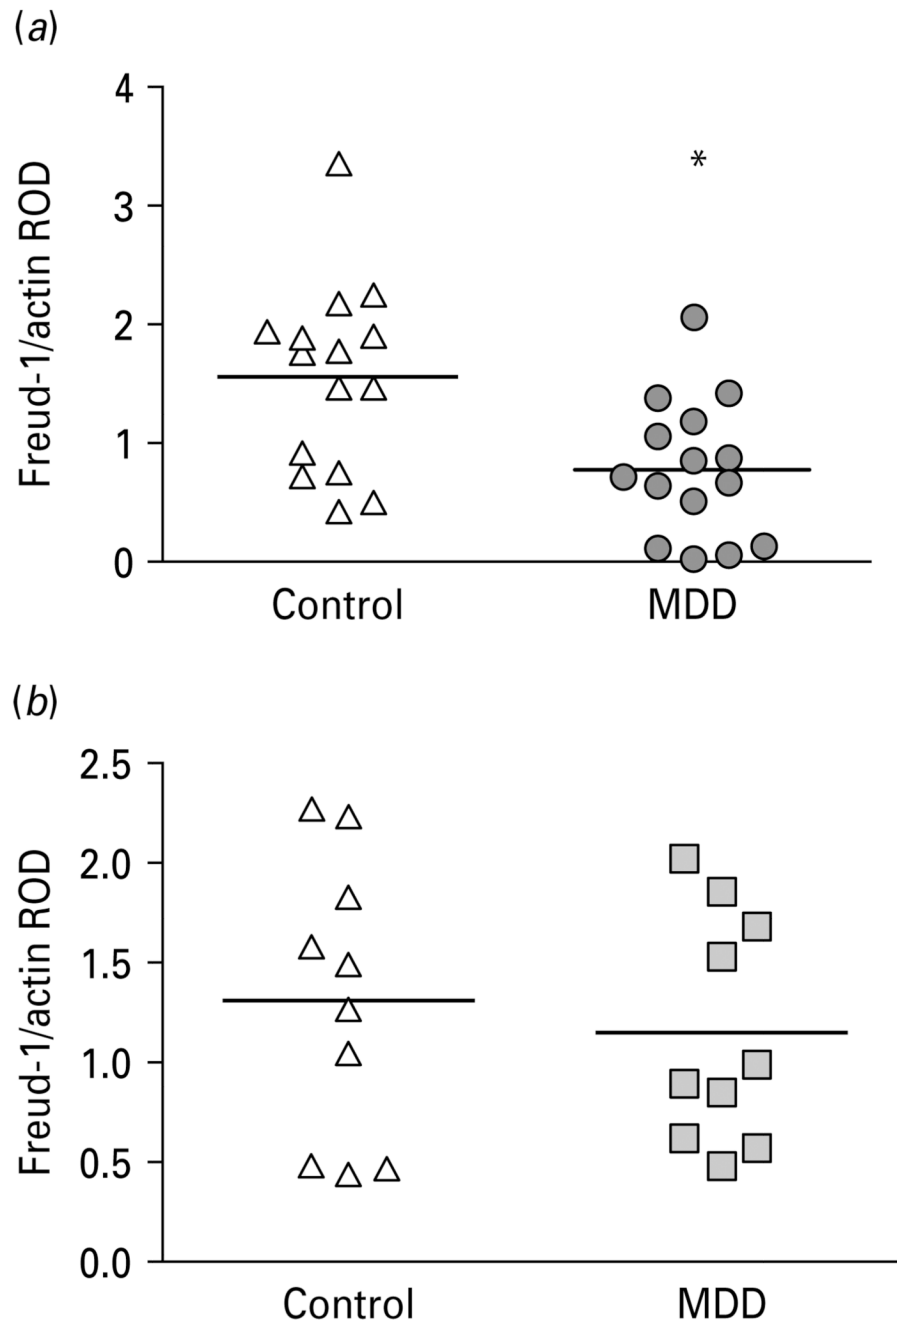 (a)
Freud-1/actin ROD
4
3
2
1
0
*
Control MDD
(b)
Freud-1/actin ROD
2.5
2.0
1.5
1.0
0.5
0.0
Control MDD